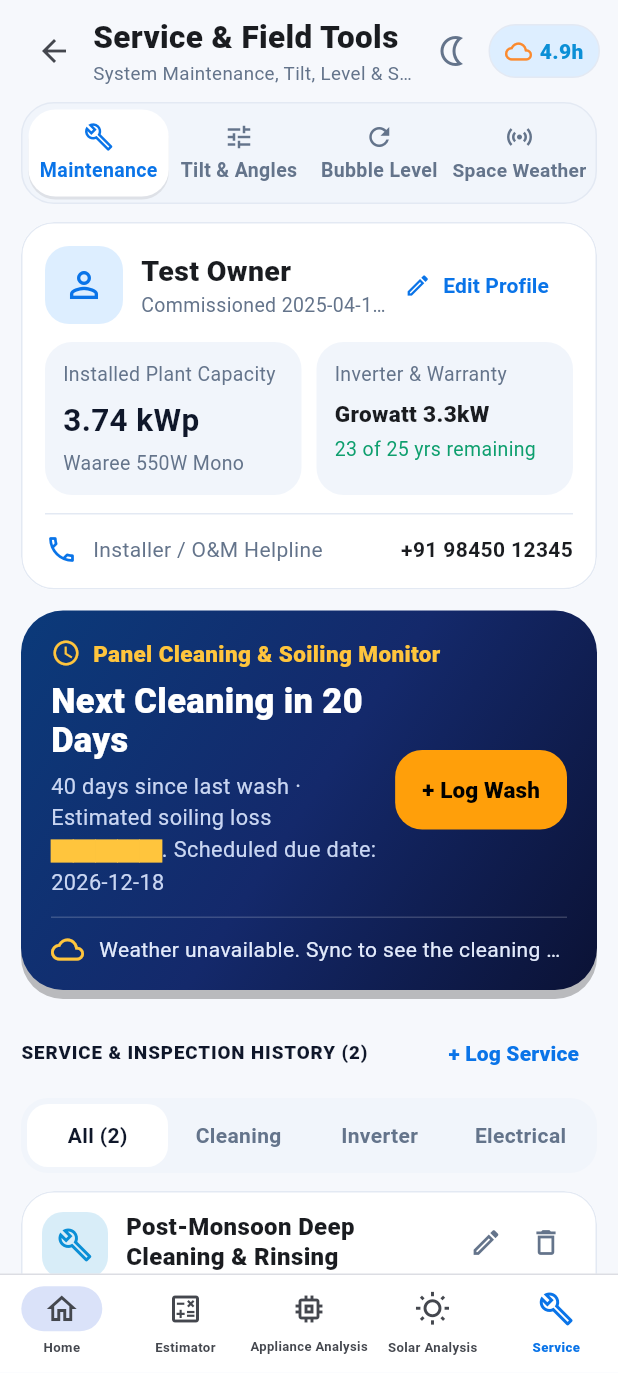 Service & Field Tools
System Maintenance, Tilt, Level & S...
4.9h
Maintenance
Tilt & Angles
Bubble Level
Space Weather
Test Owner
Commissioned 2025-04-1...
Edit Profile
Installed Plant Capacity
3.74 kWp
Waaree 550W Mono
Inverter & Warranty
Growatt 3.3kW
23 of 25 yrs remaining
Installer / O&M Helpline
+91 98450 12345
Panel Cleaning & Soiling Monitor
Next Cleaning in 20
Days
40 days since last wash ·
Estimated soiling loss
. Scheduled due date:
2026-12-18
+ Log Wash
Weather unavailable. Sync to see the cleaning ...
SERVICE & INSPECTION HISTORY (2)
+ Log Service
All (2)
Cleaning
Inverter
Electrical
Post-Monsoon Deep
Cleaning & Rinsing
Home
Estimator
Appliance Analysis
Solar Analysis
Service